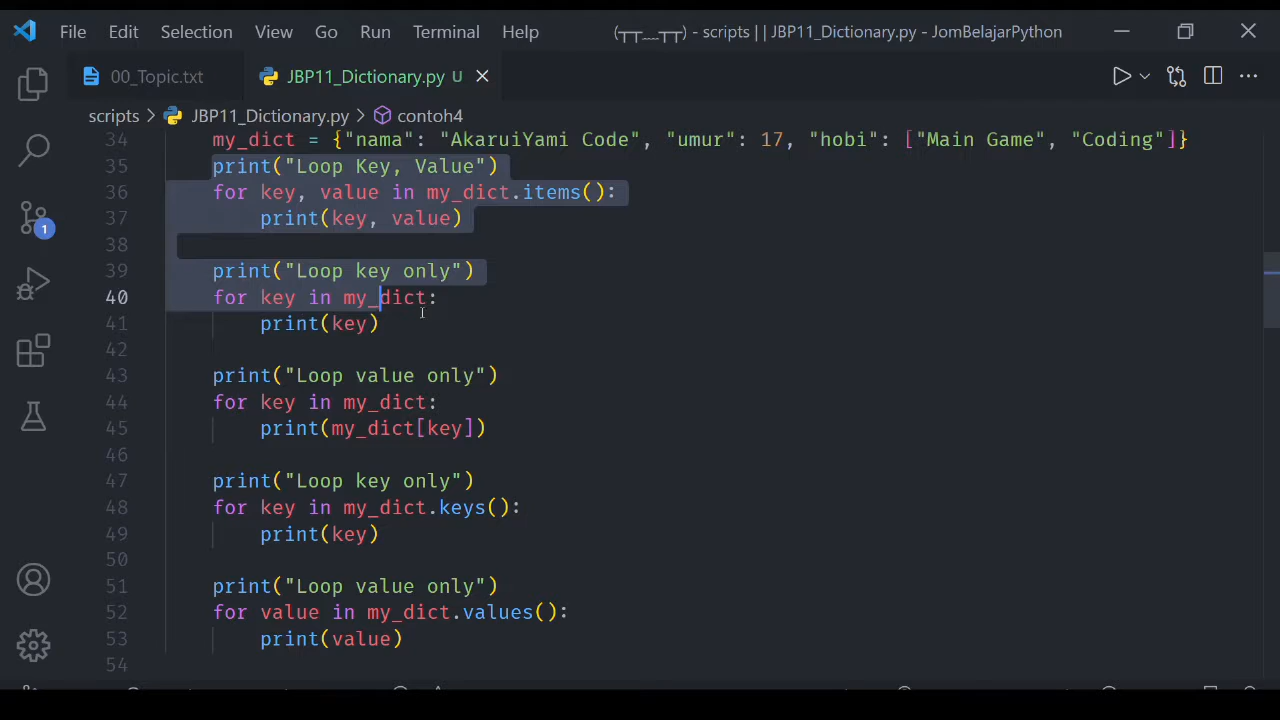 File Edit Selection View Go Run Terminal Help (┬┬﹏┬┬) - scripts || JBP11_Dictionary.py - JomBelajarPython
00_Topic.txt JBP11_Dictionary.py U
scripts > JBP11_Dictionary.py > contoh4
34 my_dict = {"nama": "AkaruiYami Code", "umur": 17, "hobi": ["Main Game", "Coding"]}
35 print("Loop Key, Value")
36 for key, value in my_dict.items():
37 print(key, value)
38
39 print("Loop key only")
40 for key in my_dict:
41 print(key)
42
43 print("Loop value only")
44 for key in my_dict:
45 print(my_dict[key])
46
47 print("Loop key only")
48 for key in my_dict.keys():
49 print(key)
50
51 print("Loop value only")
52 for value in my_dict.values():
53 print(value)
54
1